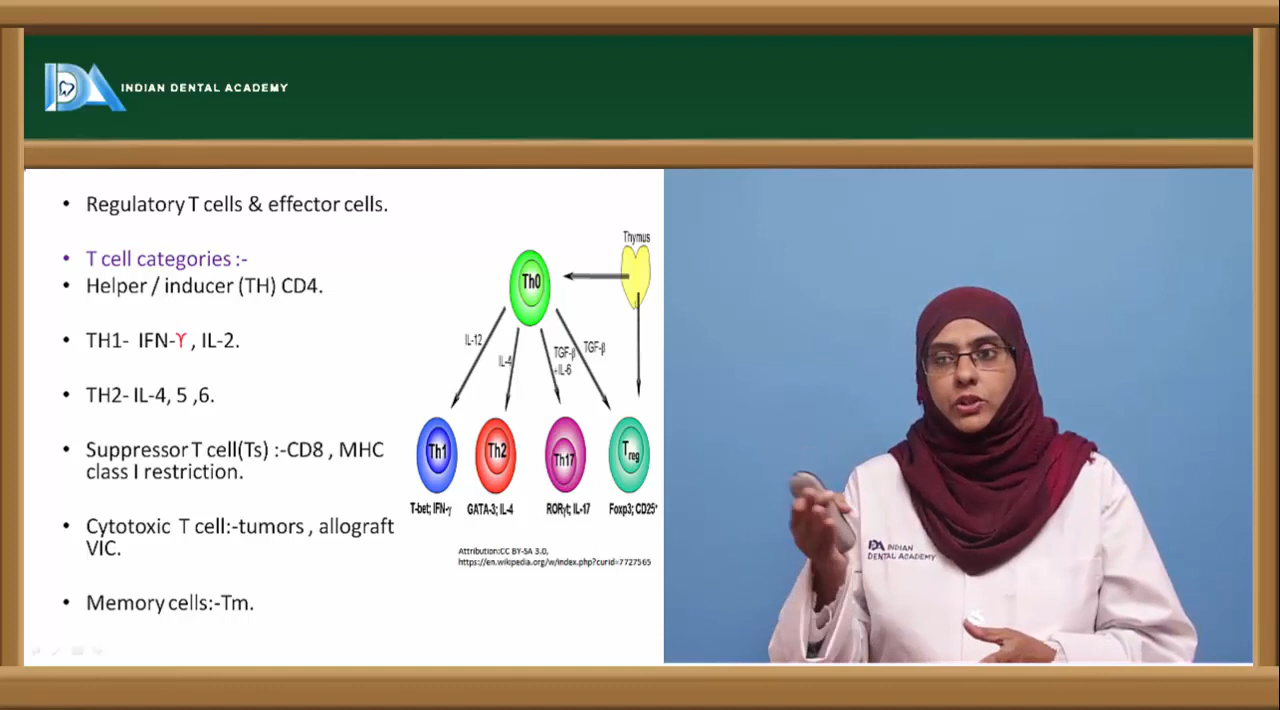 INDIAN DENTAL ACADEMY
• Regulatory T cells & effector cells.
• T cell categories :-
• Helper / inducer (TH) CD4.
• TH1- IFN-ϒ , IL-2.
• TH2- IL-4, 5 ,6.
• Suppressor T cell(Ts) :-CD8 , MHC
class I restriction.
• Cytotoxic T cell:-tumors , allograft
VIC.
• Memory cells:-Tm.
Thymus
Th0
IL-12
IL-4
TGF-β
+IL-6
TGF-β
Th1
Th2
Th17
Treg
T-bet; IFN-γ
GATA-3; IL-4
RORγt; IL-17
Foxp3; CD25+
Attribution:CC BY-SA 3.0,
https://en.wikipedia.org/w/index.php?curid=7727565
IDA INDIAN
DENTAL ACADEMY